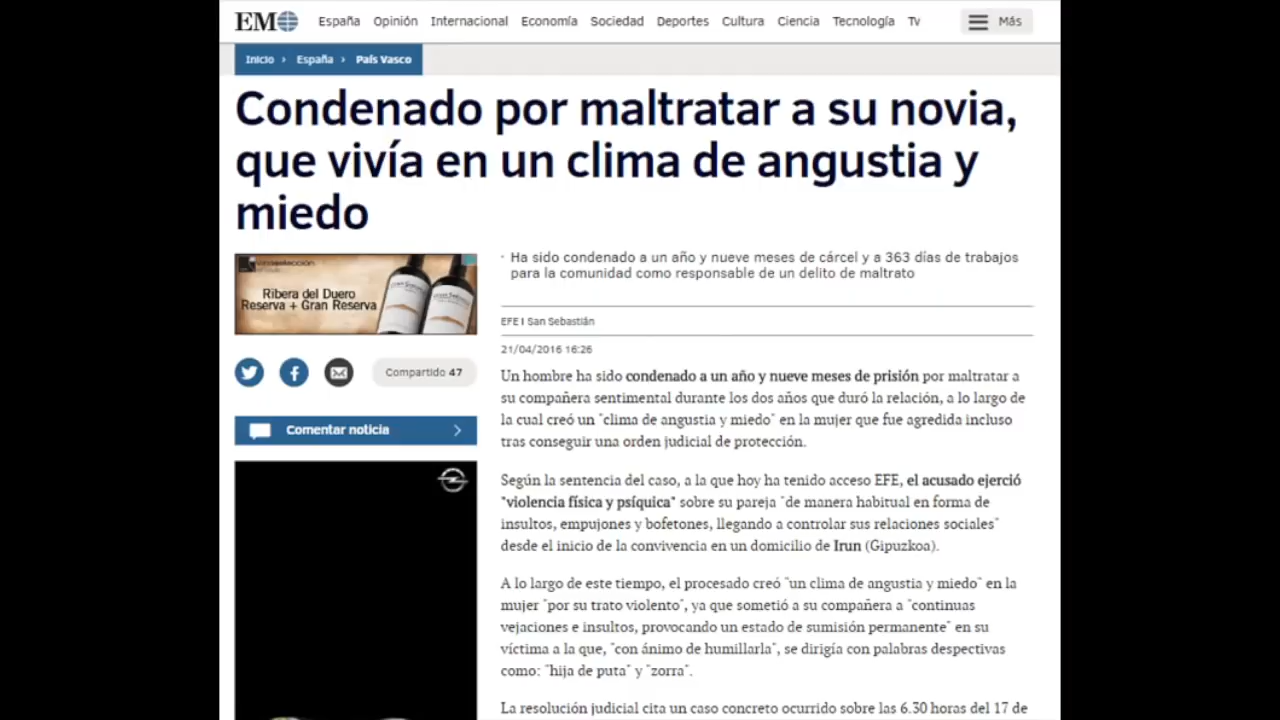 EM
España Opinión Internacional Economía Sociedad Deportes Cultura Ciencia Tecnología Tv Más
Inicio › España › País Vasco
Condenado por maltratar a su novia,
que vivía en un clima de angustia y
miedo
Ribera del Duero
Reserva + Gran Reserva
· Ha sido condenado a un año y nueve meses de cárcel y a 363 días de trabajos
para la comunidad como responsable de un delito de maltrato
EFE | San Sebastián
21/04/2016 16:26
Compartido 47
Comentar noticia
Un hombre ha sido condenado a un año y nueve meses de prisión por maltratar a
su compañera sentimental durante los dos años que duró la relación, a lo largo de
la cual creó un "clima de angustia y miedo" en la mujer que fue agredida incluso
tras conseguir una orden judicial de protección.
Según la sentencia del caso, a la que hoy ha tenido acceso EFE, el acusado ejerció
"violencia física y psíquica" sobre su pareja "de manera habitual en forma de
insultos, empujones y bofetones, llegando a controlar sus relaciones sociales"
desde el inicio de la convivencia en un domicilio de Irun (Gipuzkoa).
A lo largo de este tiempo, el procesado creó "un clima de angustia y miedo" en la
mujer "por su trato violento", ya que sometió a su compañera a "continuas
vejaciones e insultos, provocando un estado de sumisión permanente" en su
víctima a la que, "con ánimo de humillarla", se dirigía con palabras despectivas
como: "hija de puta" y "zorra".
La resolución judicial cita un caso concreto ocurrido sobre las 6.30 horas del 17 de